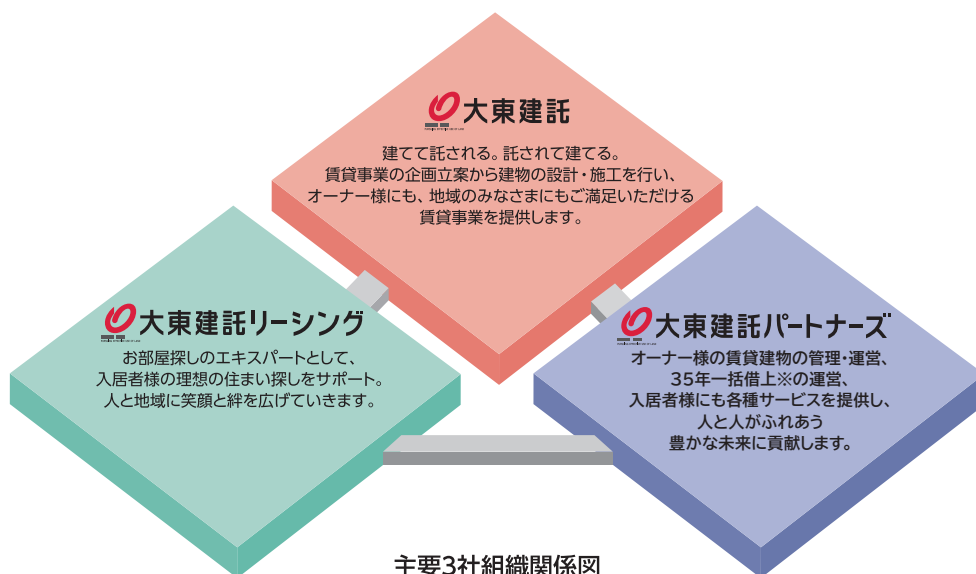 大東建託
建てて託される。託されて建てる。
賃貸事業の企画立案から建物の設計・施工を行い、
オーナー様にも、地域のみなさまにもご満足いただける
賃貸事業を提供します。
大東建託リーシング
お部屋探しのエキスパートとして、
入居者様の理想の住まい探しをサポート。
人と地域に笑顔と絆を広げていきます。
大東建託パートナーズ
オーナー様の賃貸建物の管理・運営、
35年一括借上※の運営、
入居者様にも各種サービスを提供し、
人と人がふれあう
豊かな未来に貢献します。
主要3社組織関係図